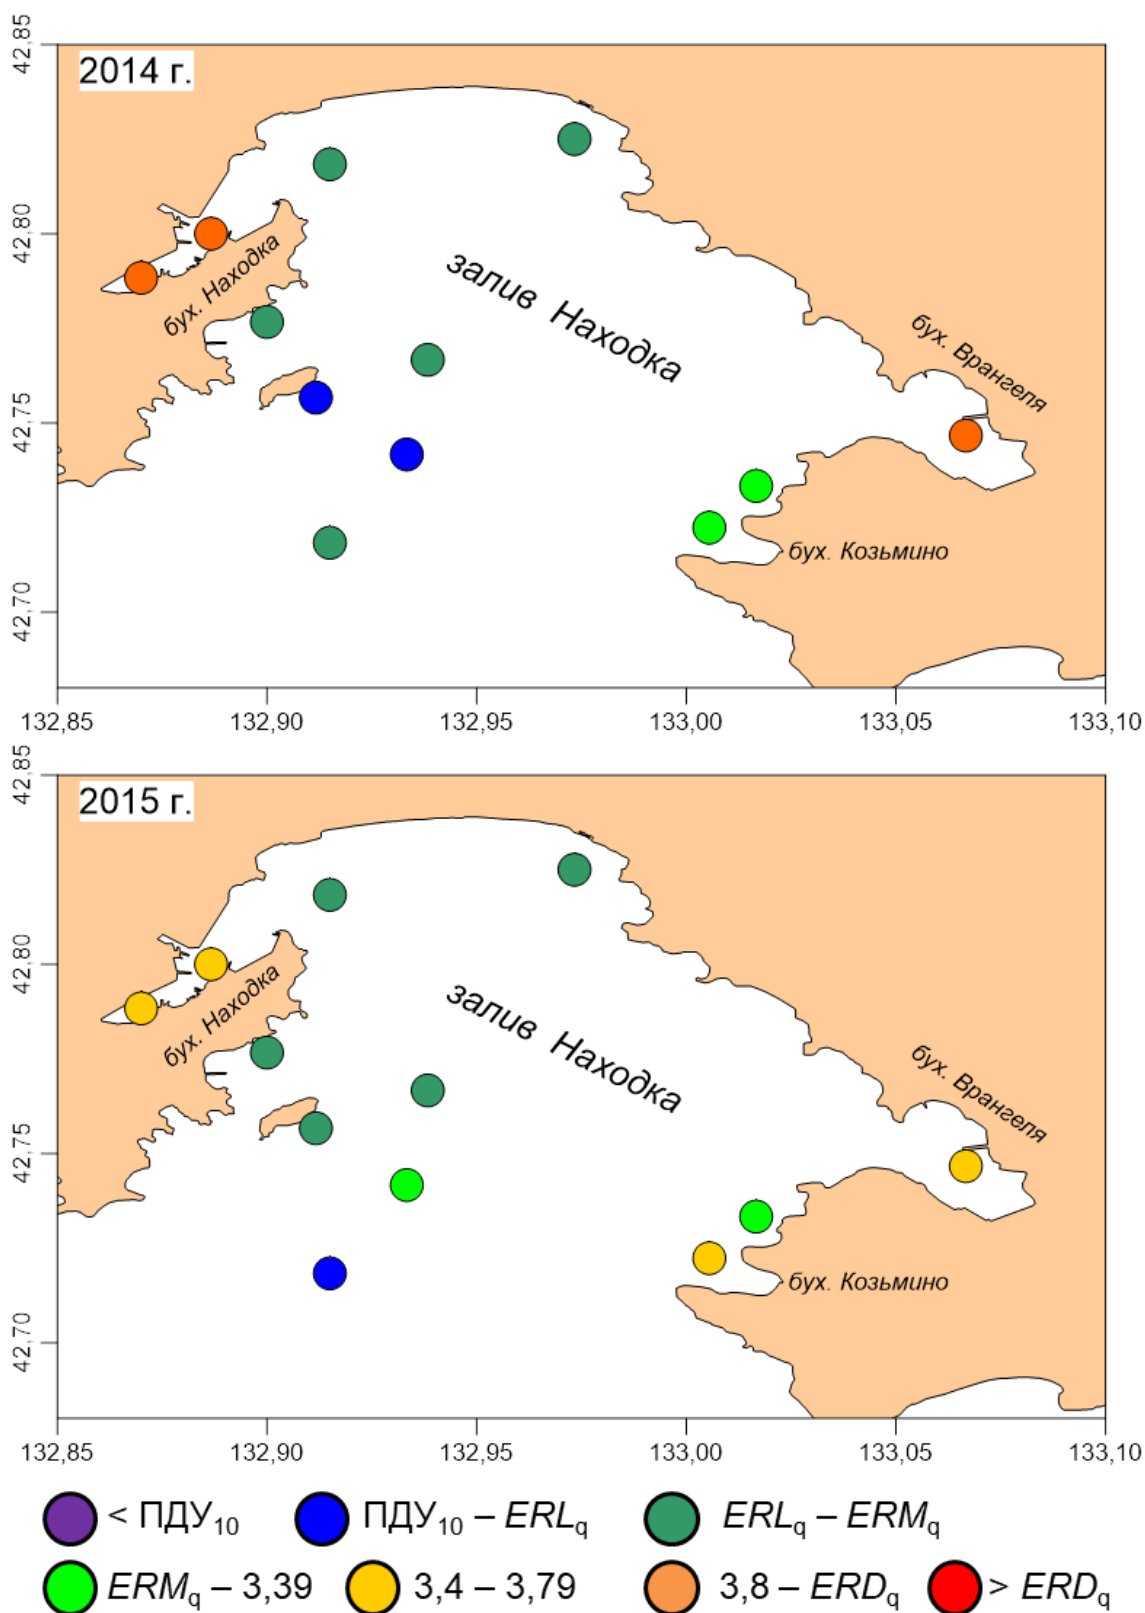 2014 г.
42,85
42,80
42,75
42,70
бух. Находка
залив Находка
бух. Врангеля
бух. Козьмино
132,85 132,90 132,95 133,00 133,05 133,10
2015 г.
42,85
42,80
42,75
42,70
бух. Находка
залив Находка
бух. Врангеля
бух. Козьмино
132,85 132,90 132,95 133,00 133,05 133,10
< ПДУ₁₀ ПДУ₁₀ – ERLq ERLq – ERMq
ERMq – 3,39 3,4 – 3,79 3,8 – ERDq > ERDq